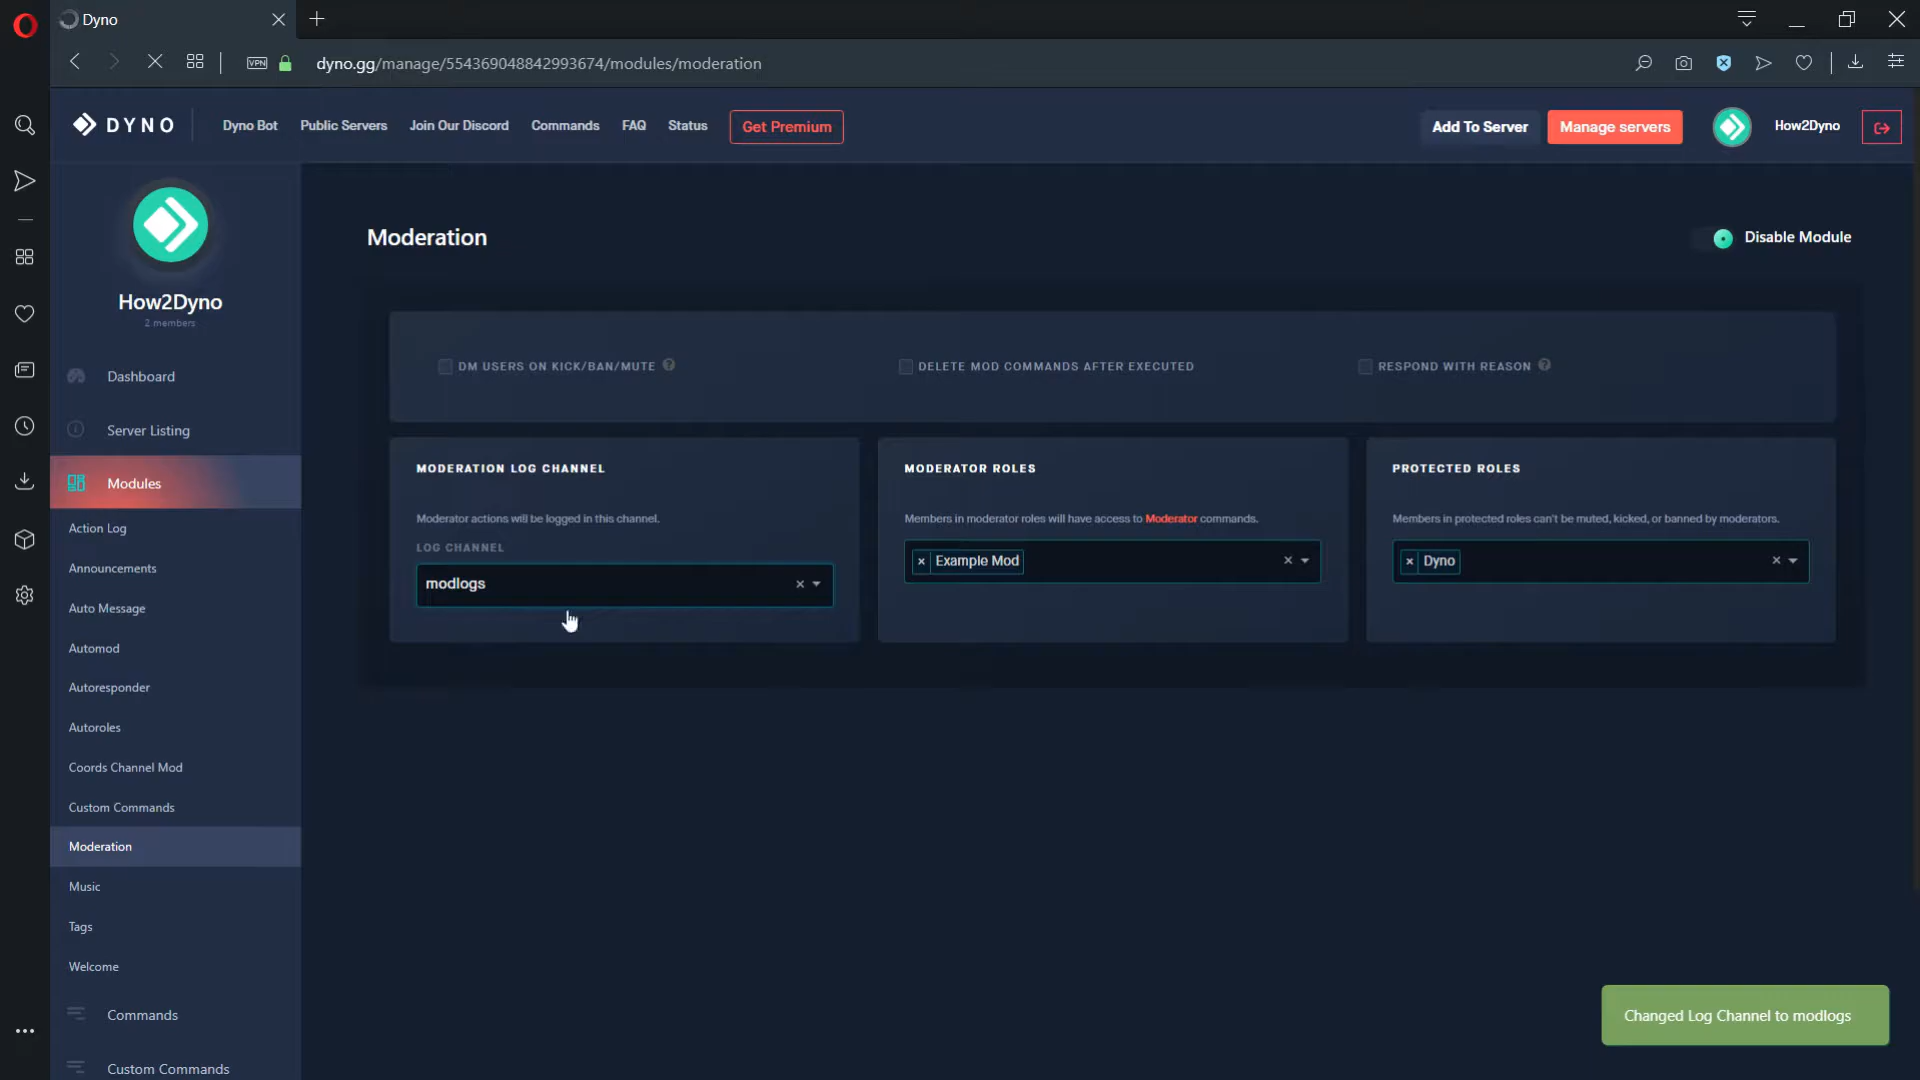 Dyno
VPN
dyno.gg/manage/554369048842993674/modules/moderation
DYNO
Dyno Bot
Public Servers
Join Our Discord
Commands
FAQ
Status
Get Premium
Add To Server
Manage servers
How2Dyno
How2Dyno
2 members
Dashboard
Server Listing
Modules
Action Log
Announcements
Auto Message
Automod
Autoresponder
Autoroles
Coords Channel Mod
Custom Commands
Moderation
Music
Tags
Welcome
Commands
Custom Commands
Moderation
Disable Module
DM USERS ON KICK/BAN/MUTE ?
DELETE MOD COMMANDS AFTER EXECUTED
RESPOND WITH REASON ?
MODERATION LOG CHANNEL
Moderator actions will be logged in this channel.
LOG CHANNEL
modlogs
MODERATOR ROLES
Members in moderator roles will have access to Moderator commands.
× Example Mod
PROTECTED ROLES
Members in protected roles can't be muted, kicked, or banned by moderators.
× Dyno
Changed Log Channel to modlogs